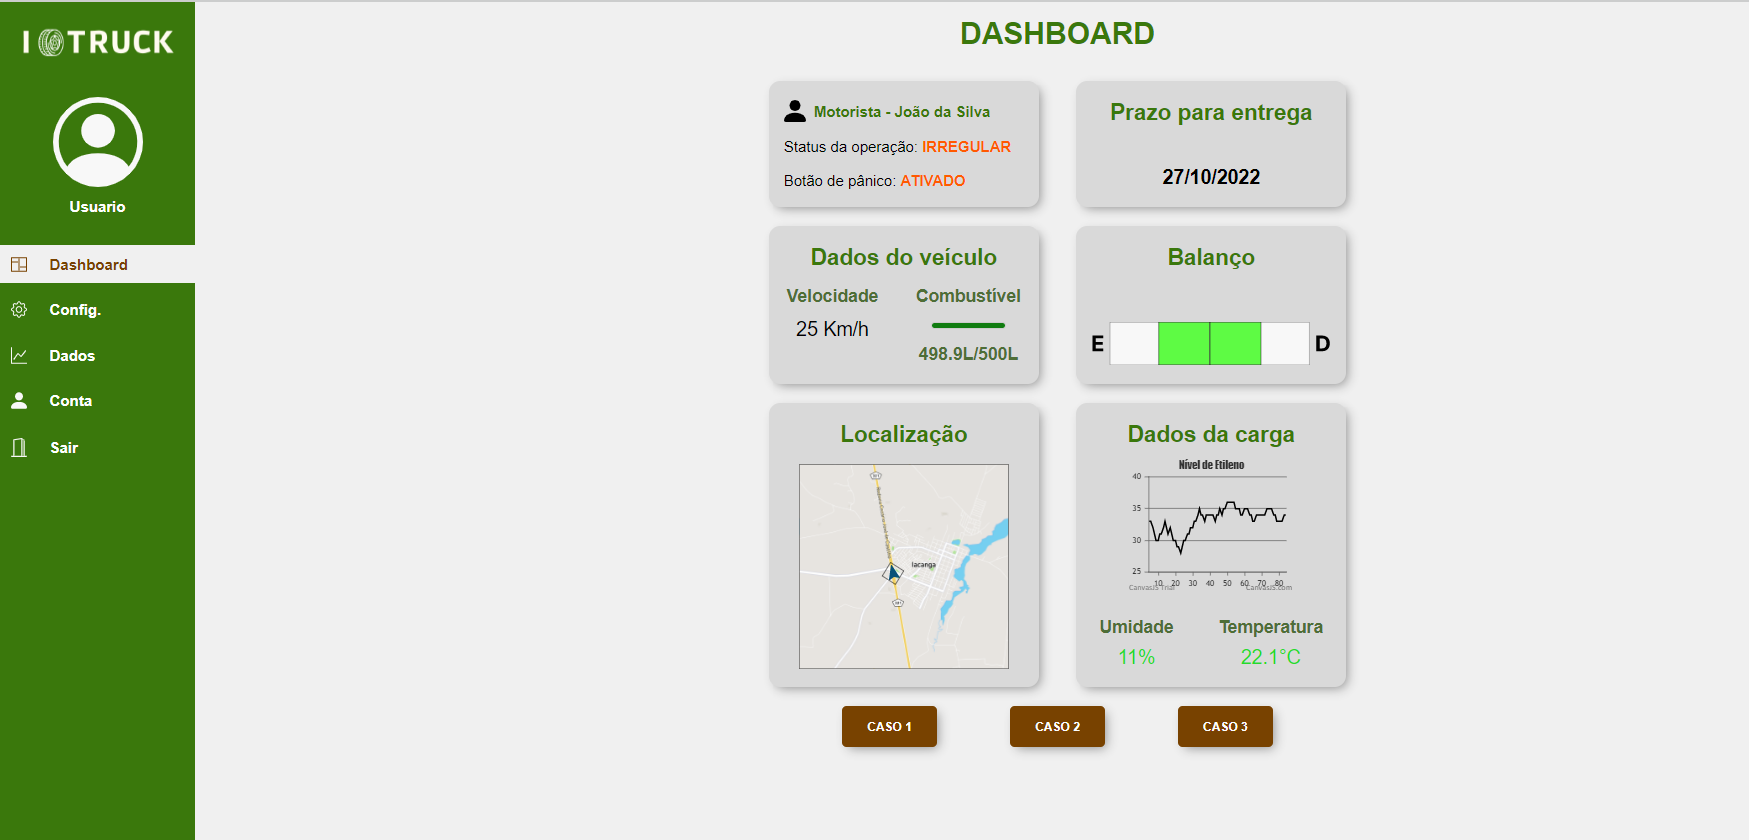 I TRUCK
Usuario
Dashboard
Config.
Dados
Conta
Sair
DASHBOARD
Motorista - João da Silva
Status da operação: IRREGULAR
Botão de pânico: ATIVADO
Prazo para entrega
27/10/2022
Dados do veículo
Velocidade
Combustível
25 Km/h
498.9L/500L
Balanço
E
D
Localização
Iacanga
Dados da carga
Nível de Etileno
40
35
30
25
10 20 30 40 50 60 70 80
CanvasJS Trial
CanvasJS.com
Umidade
Temperatura
11%
22.1°C
CASO 1
CASO 2
CASO 3